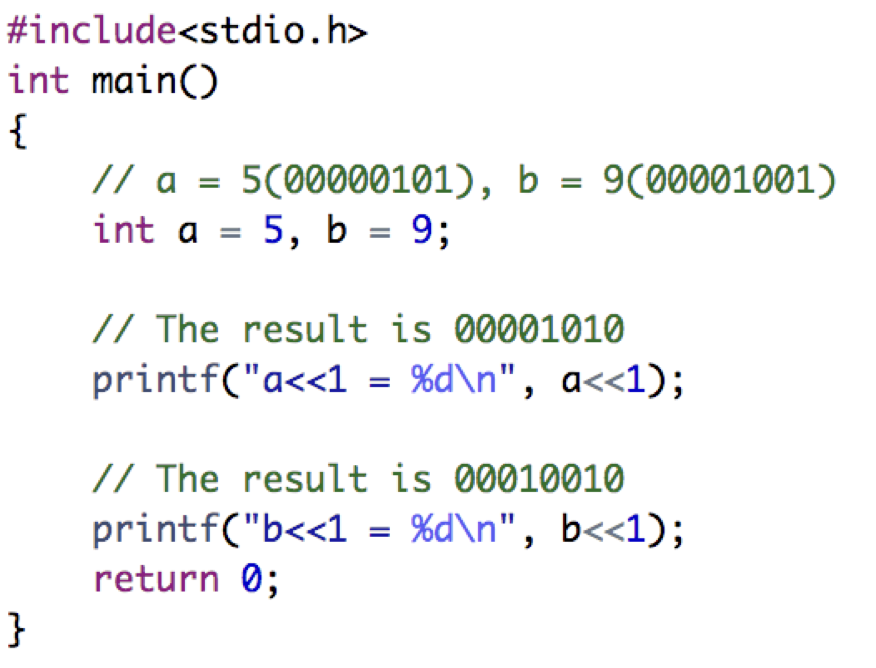 #include<stdio.h>
int main()
{
    // a = 5(00000101), b = 9(00001001)
    int a = 5, b = 9;
    // The result is 00001010
    printf("a<<1 = %d\n", a<<1);
    // The result is 00010010
    printf("b<<1 = %d\n", b<<1);
    return 0;
}